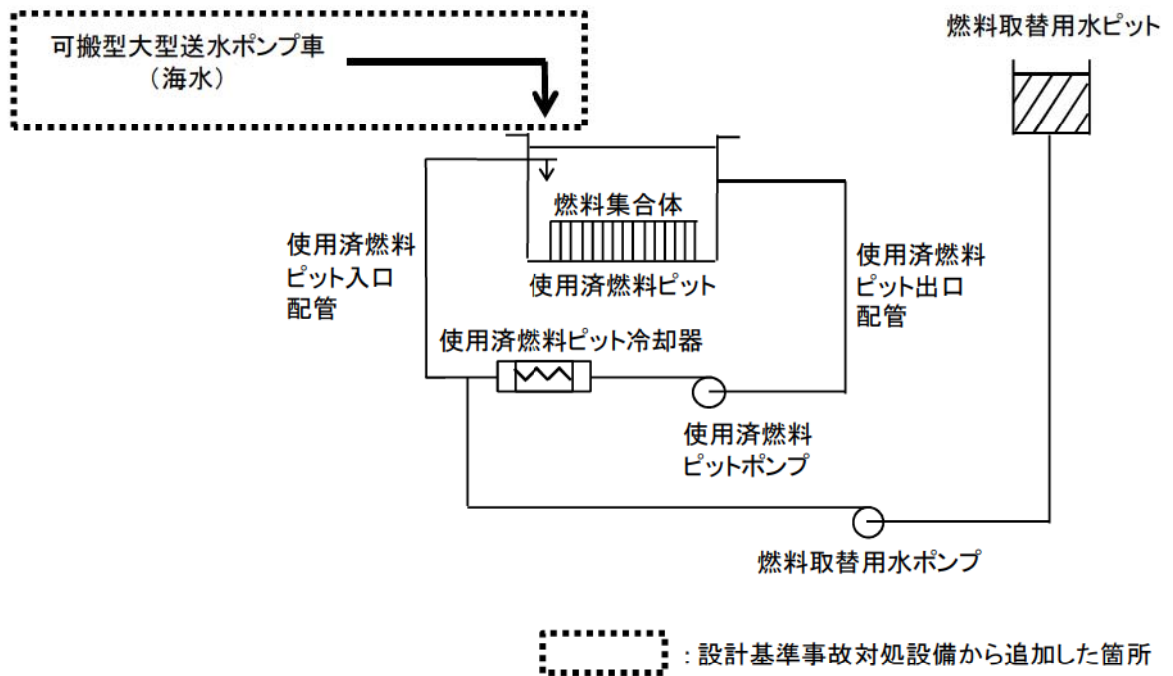 可搬型大型送水ポンプ車
（海水）
燃料取替用水ピット
燃料集合体
使用済燃料ピット
使用済燃料
ピット入口
配管
使用済燃料
ピット出口
配管
使用済燃料ピット冷却器
使用済燃料
ピットポンプ
燃料取替用水ポンプ
：設計基準事故対処設備から追加した箇所